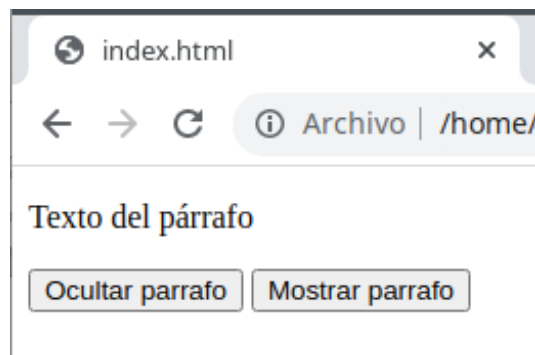 index.html
Archivo | /home/
Texto del párrafo
Ocultar parrafo Mostrar parrafo